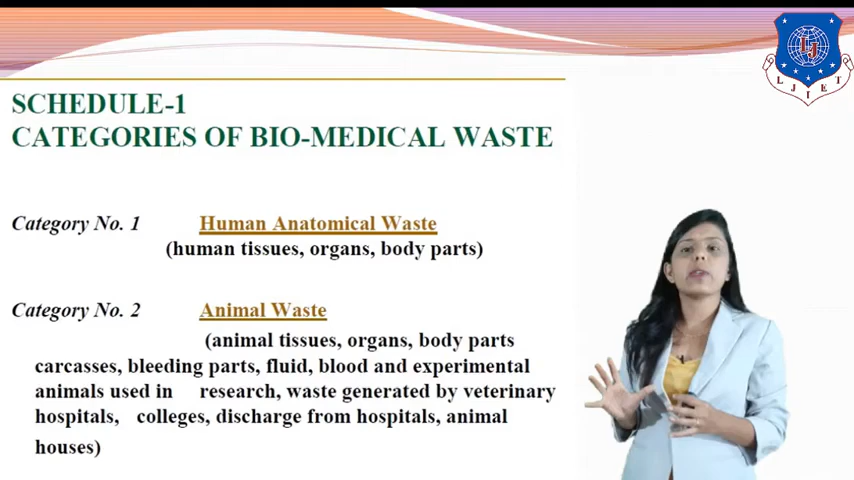 SCHEDULE-1
CATEGORIES OF BIO-MEDICAL WASTE
Category No. 1 Human Anatomical Waste
(human tissues, organs, body parts)
Category No. 2 Animal Waste
(animal tissues, organs, body parts
carcasses, bleeding parts, fluid, blood and experimental
animals used in research, waste generated by veterinary
hospitals, colleges, discharge from hospitals, animal
houses)
LJ
LJIET